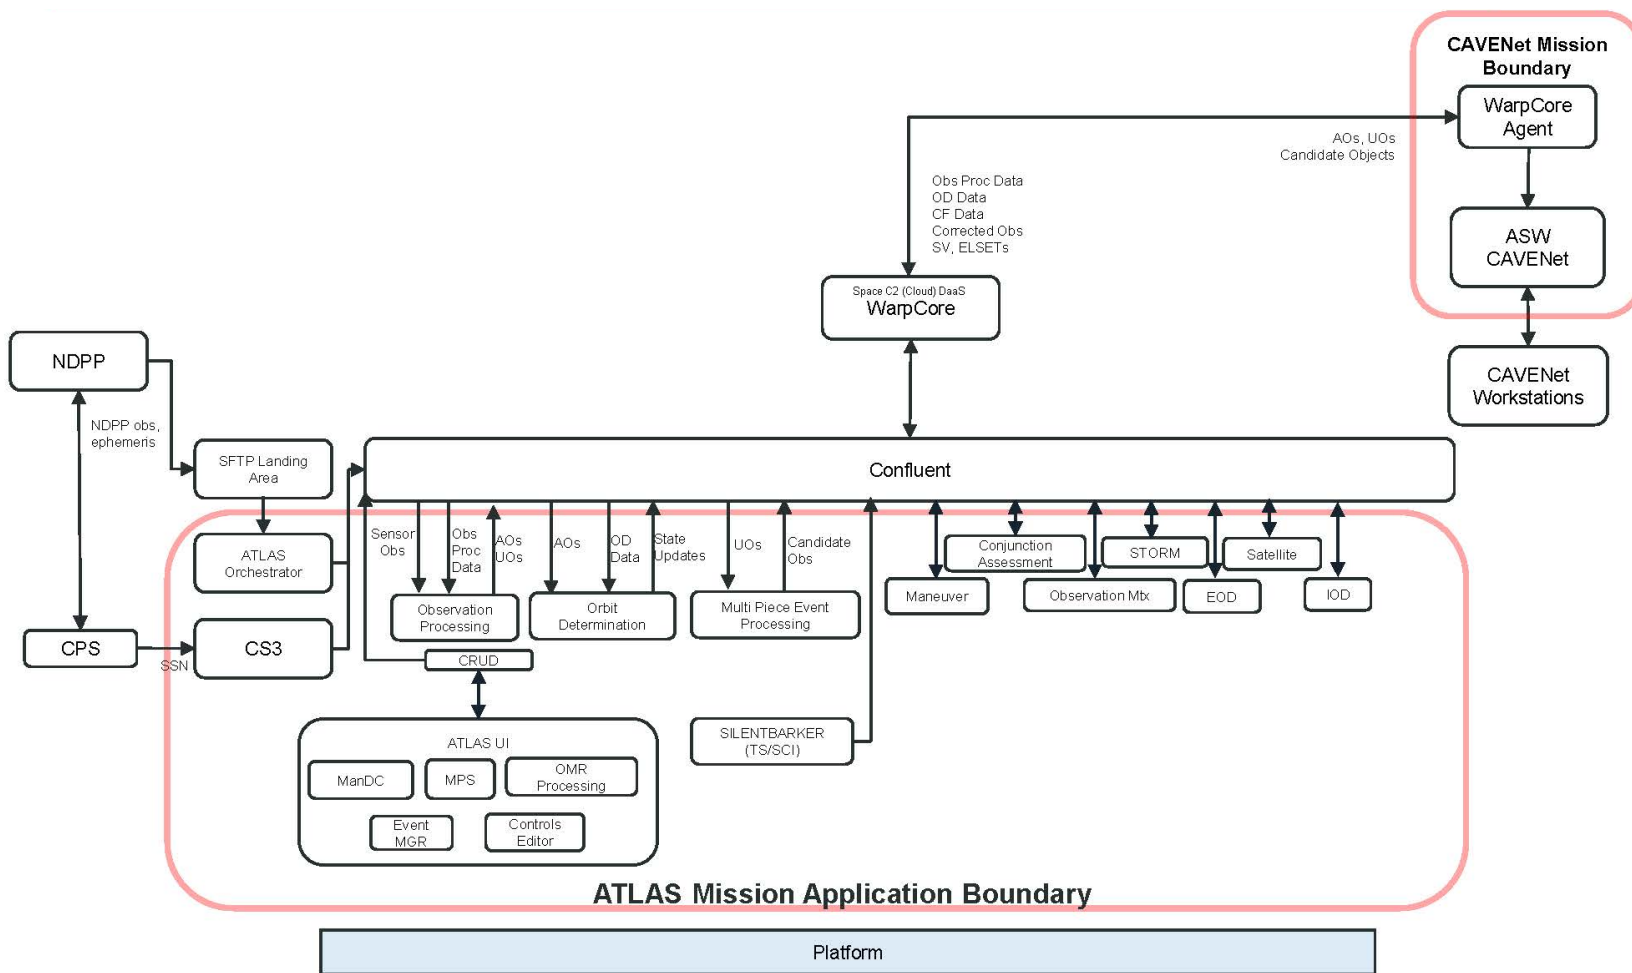 CAVENet Mission
Boundary
WarpCore
Agent
AOs, UOs
Candidate Objects
Obs Proc Data
OD Data
CF Data
Corrected Obs
SV, ELSETs
ASW
CAVENet
Space C2 (Cloud) DaaS
WarpCore
NDPP
CAVENet
Workstations
NDPP obs,
ephemeris
SFTP Landing
Area
Confluent
Sensor
Obs
Obs
Proc
Data
AOs
UOs
AOs
OD
Data
State
Updates
UOs
Candidate
Obs
ATLAS
Orchestrator
Conjunction
Assessment
STORM
Satellite
Maneuver
Observation Mtx
EOD
IOD
Observation
Processing
Orbit
Determination
Multi Piece Event
Processing
CPS
SSN
CS3
CRUD
SILENTBARKER
(TS/SCI)
ATLAS UI
ManDC
MPS
OMR
Processing
Event
MGR
Controls
Editor
ATLAS Mission Application Boundary
Platform